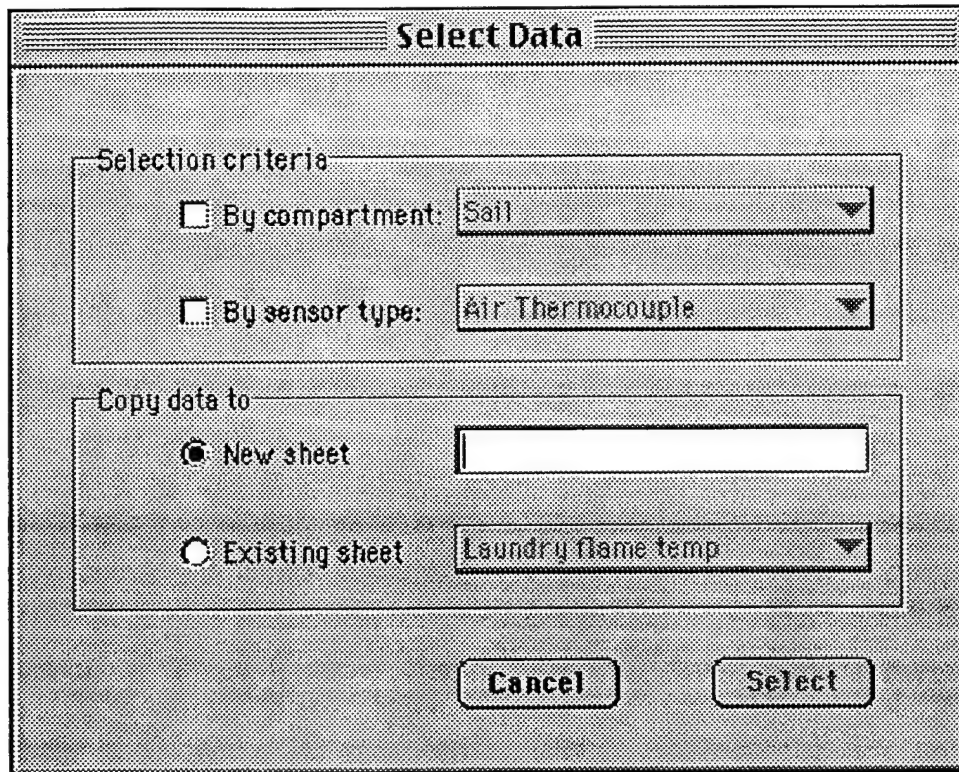 Select Data
Selection criteria
By compartment: Sail
By sensor type: Air Thermocouple
Copy data to
New sheet
Existing sheet Laundry flame temp
Cancel Select